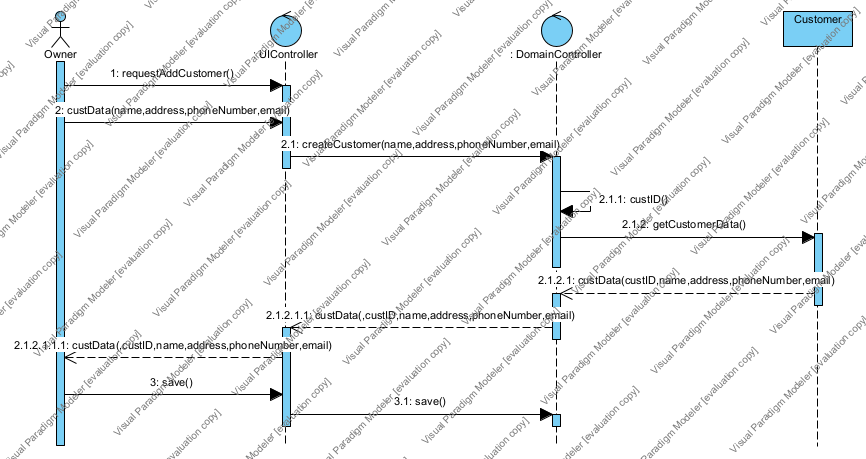 Owner
UIController
: DomainController
Customer
1: requestAddCustomer()
2: custData(name,address,phoneNumber,email)
2.1: createCustomer(name,address,phoneNumber,email)
2.1.1: custID()
2.1.2: getCustomerData()
2.1.2.1: custData(custID,name,address,phoneNumber,email)
2.1.2.1.1: custData(,custID,name,address,phoneNumber,email)
2.1.2.1.1.1: custData(,custID,name,address,phoneNumber,email)
3: save()
3.1: save()
Visual Paradigm Modeler [evaluation copy]